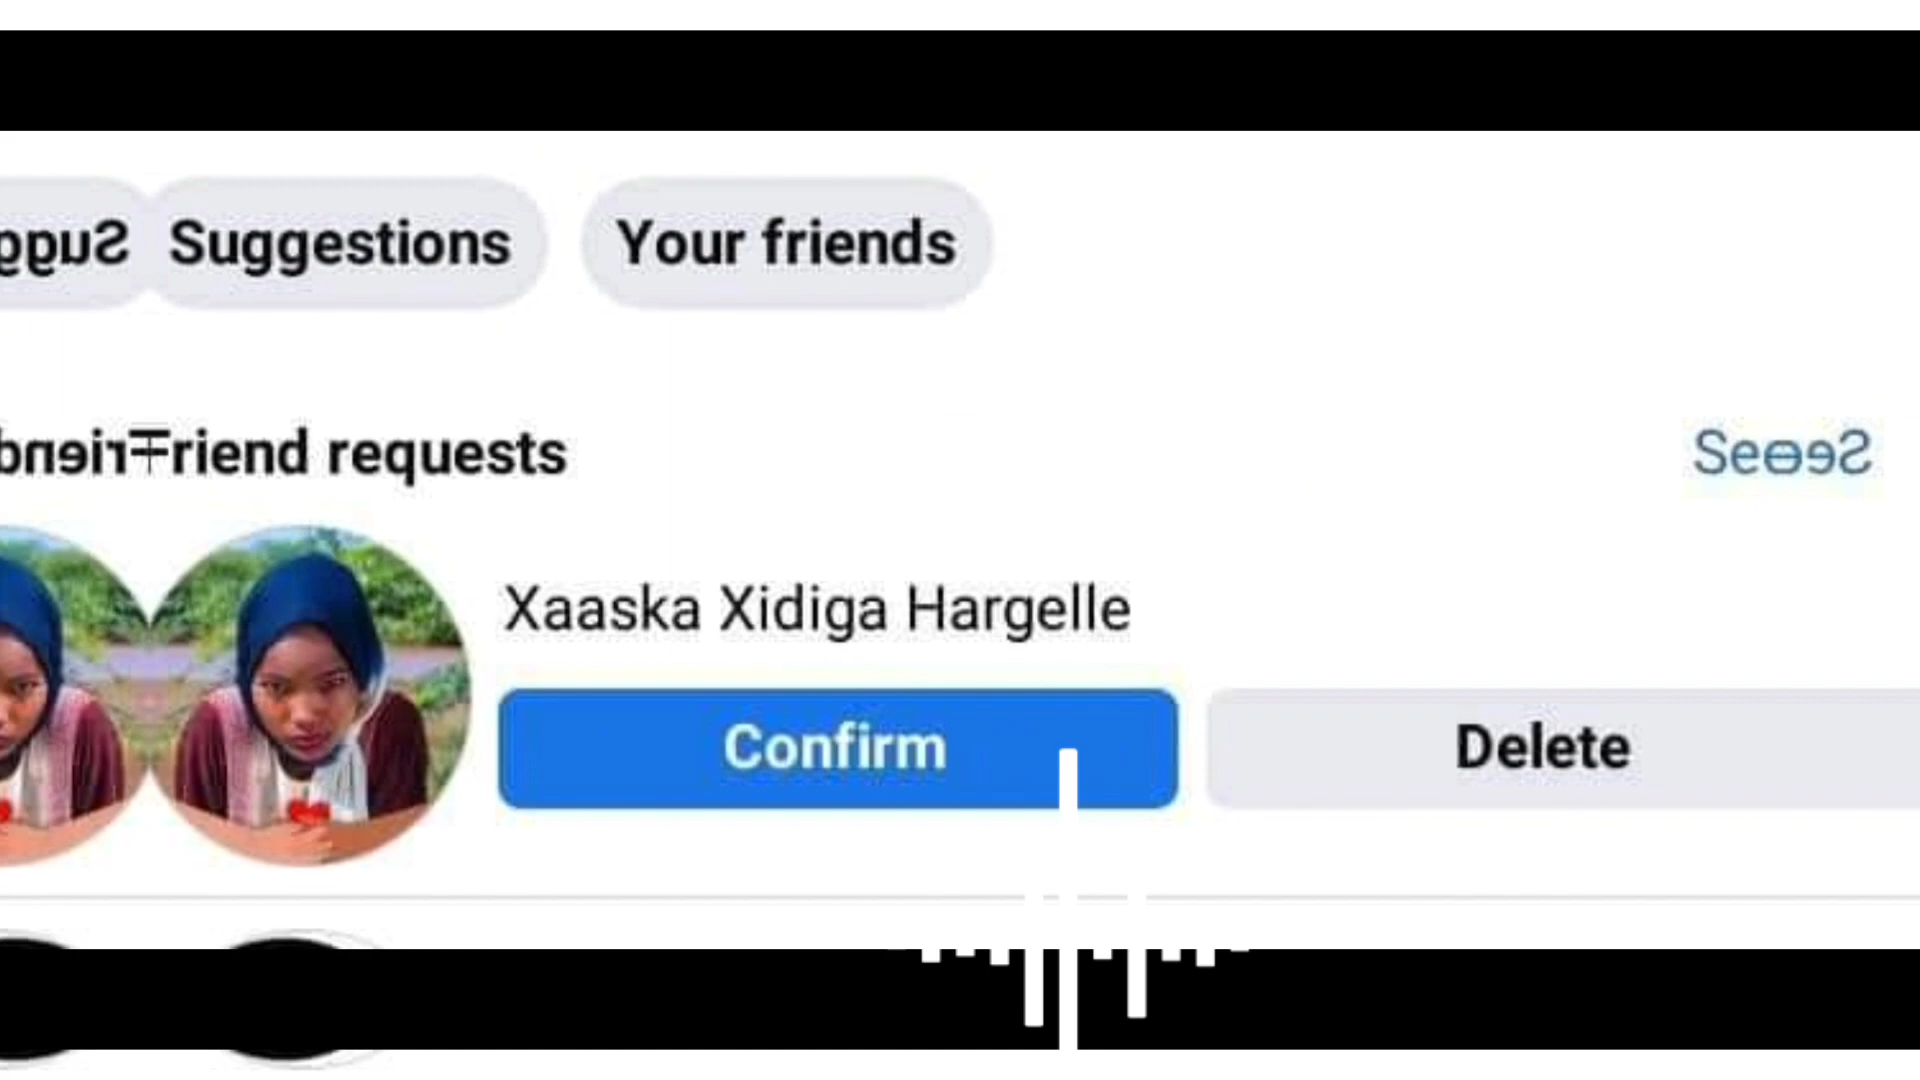 Suggestions Your friends
Friend requests See
Xaaska Xidiga Hargelle
Confirm Delete